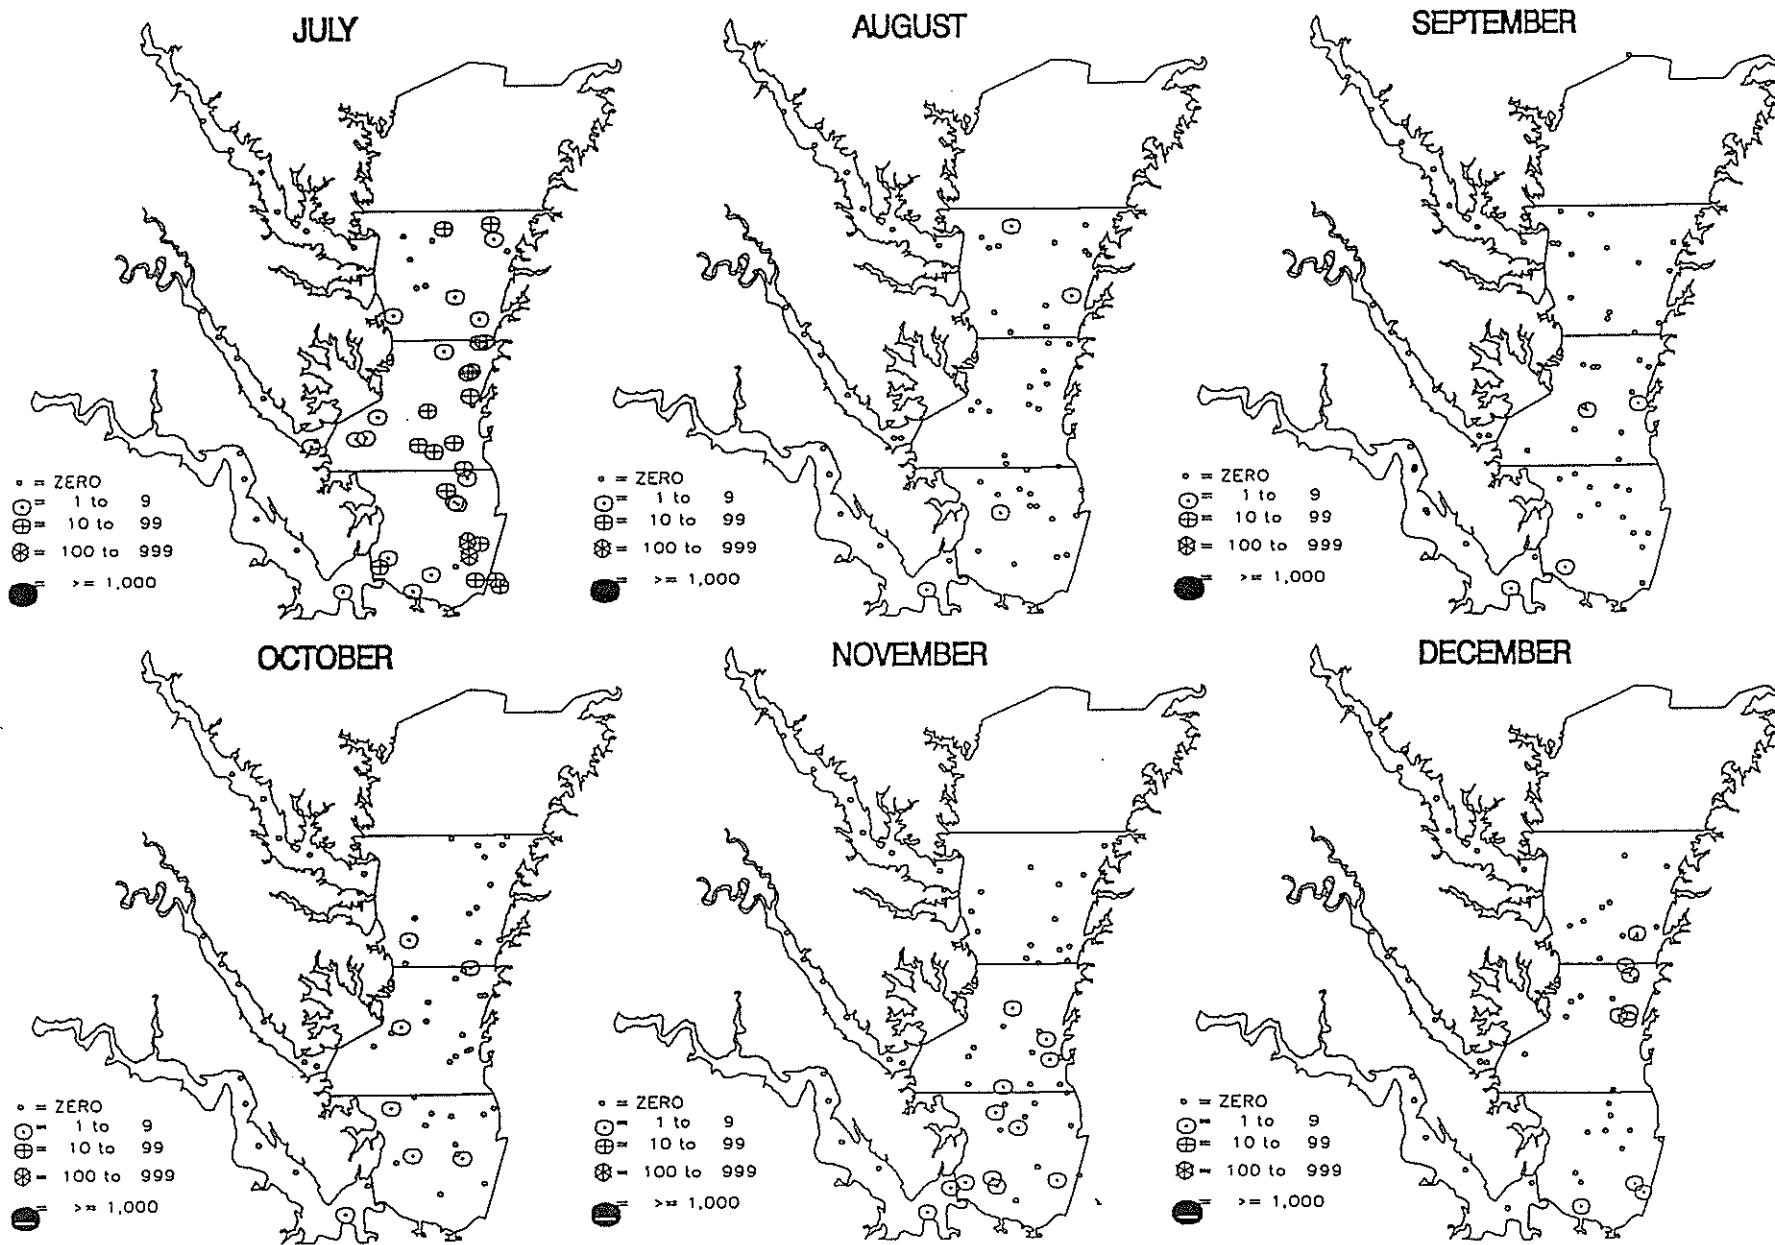 JULY
∘ = ZERO
⊙= 1 to 9
⊕= 10 to 99
⊛= 100 to 999
●= >= 1,000
AUGUST
∘ = ZERO
⊙= 1 to 9
⊕= 10 to 99
⊛= 100 to 999
●= >= 1,000
SEPTEMBER
∘ = ZERO
⊙= 1 to 9
⊕= 10 to 99
⊛= 100 to 999
●= >= 1,000
OCTOBER
∘ = ZERO
⊙= 1 to 9
⊕= 10 to 99
⊛= 100 to 999
●= >= 1,000
NOVEMBER
∘ = ZERO
⊙= 1 to 9
⊕= 10 to 99
⊛= 100 to 999
●= >= 1,000
DECEMBER
∘ = ZERO
⊙= 1 to 9
⊕= 10 to 99
⊛= 100 to 999
●= >= 1,000